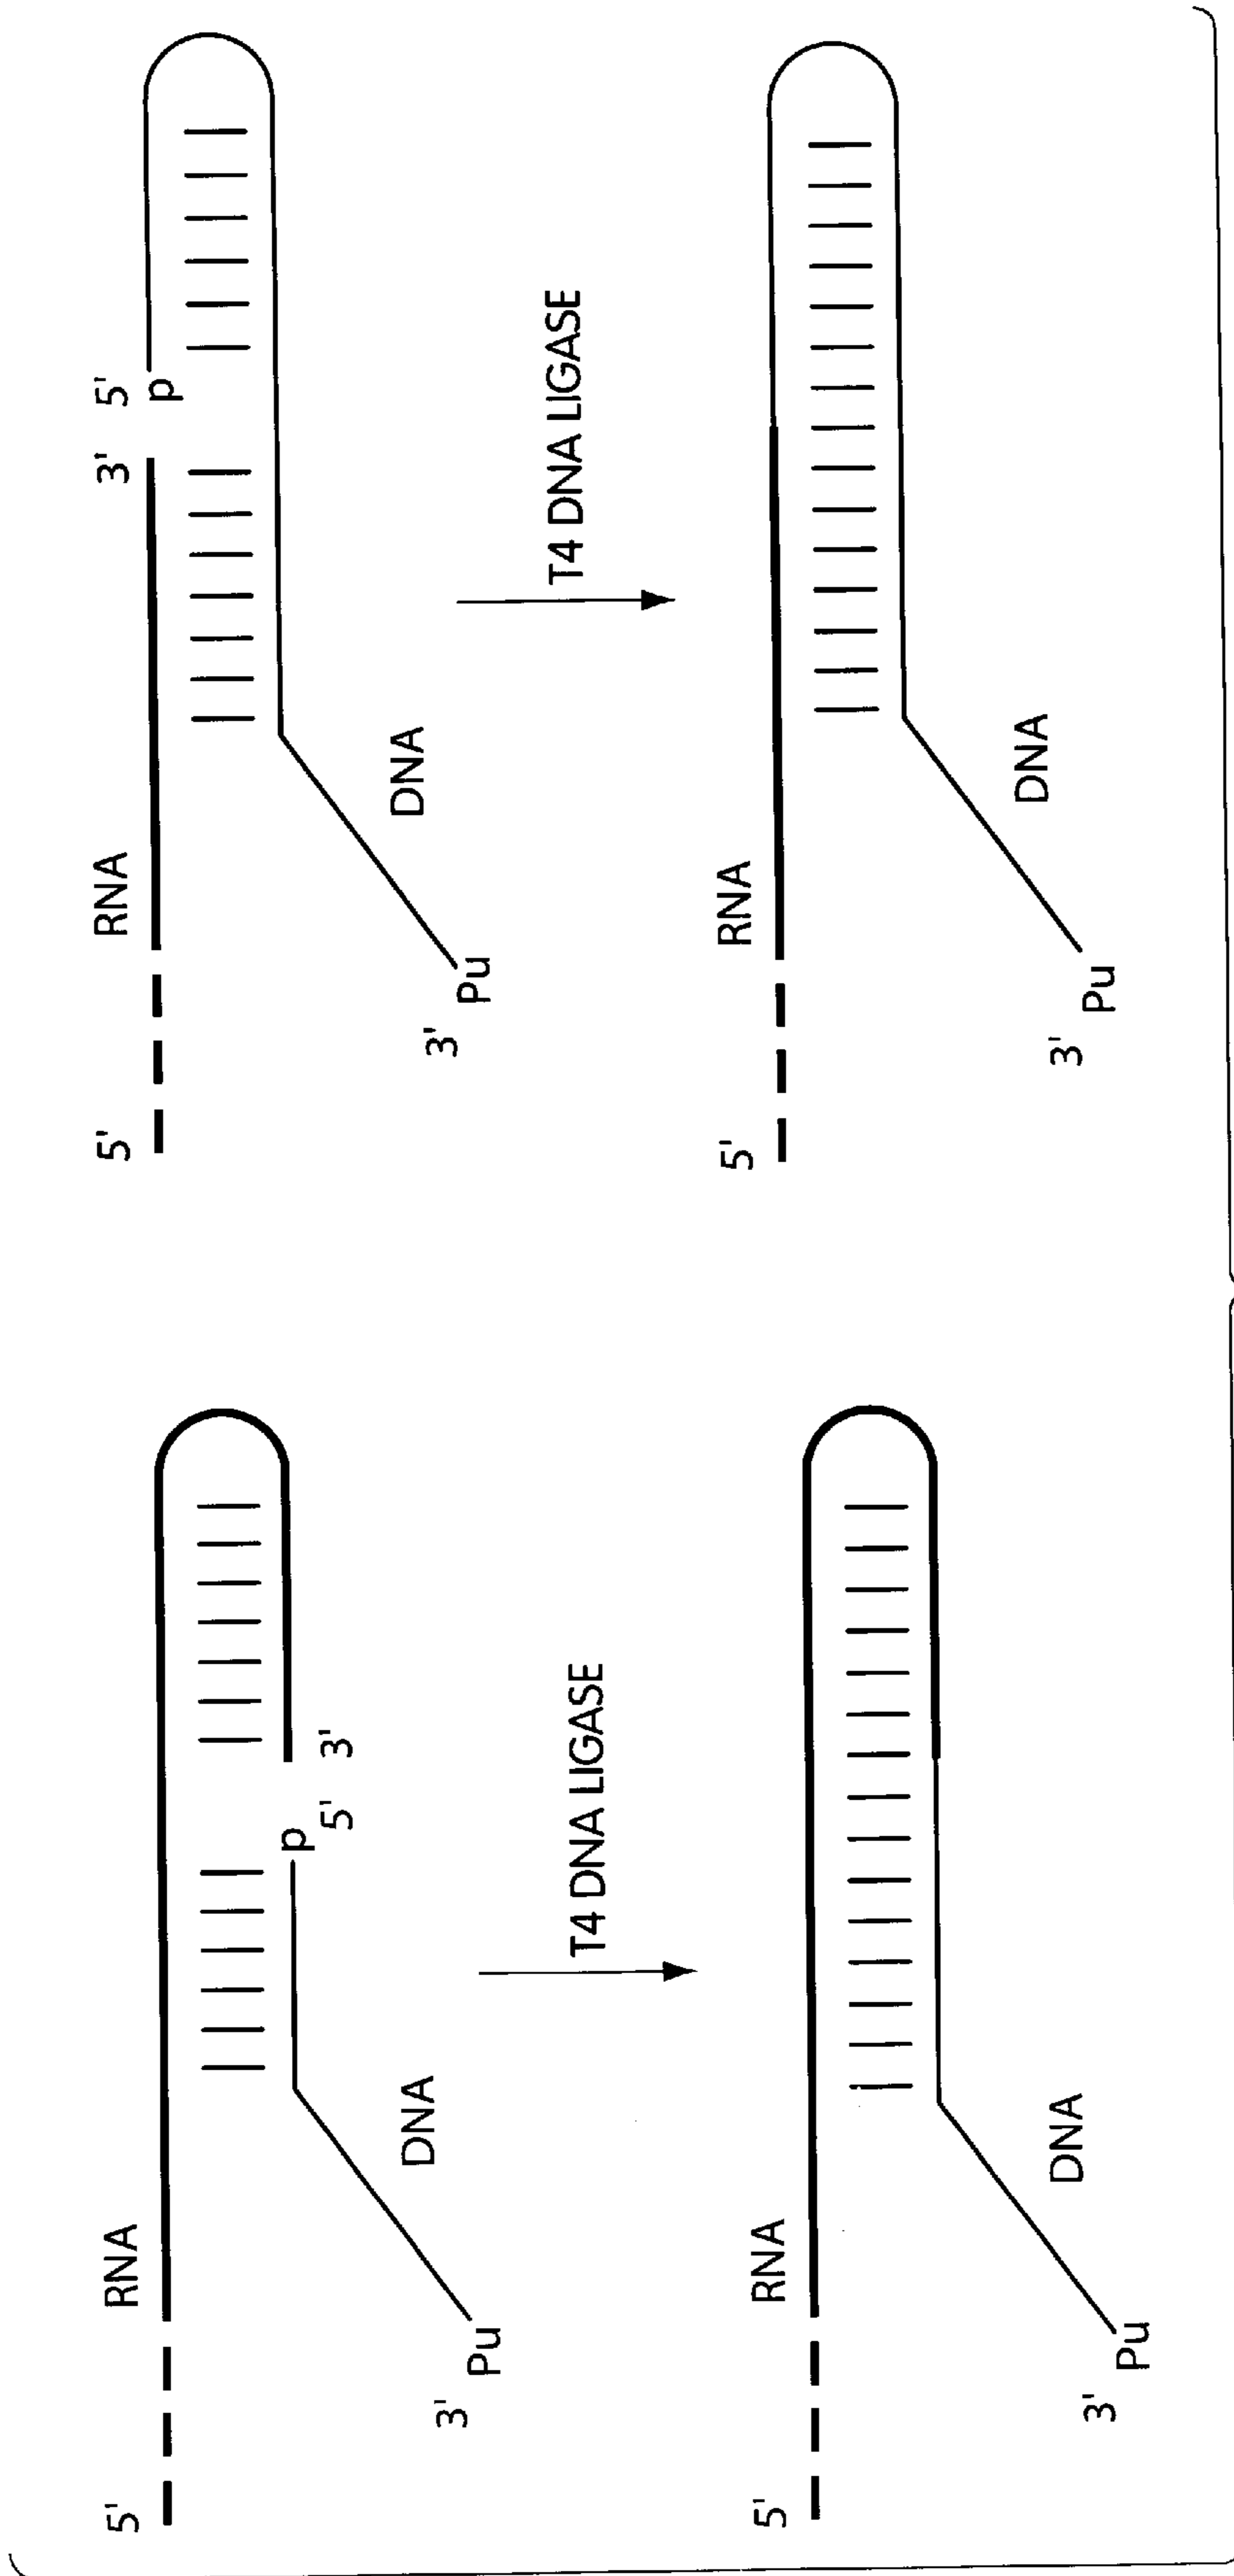 5' RNA
p
5' 3'
DNA
3' Pu
T4 DNA LIGASE
5' RNA
DNA
3' Pu
5' RNA 3' 5'
p
DNA
3' Pu
T4 DNA LIGASE
5' RNA
DNA
3' Pu